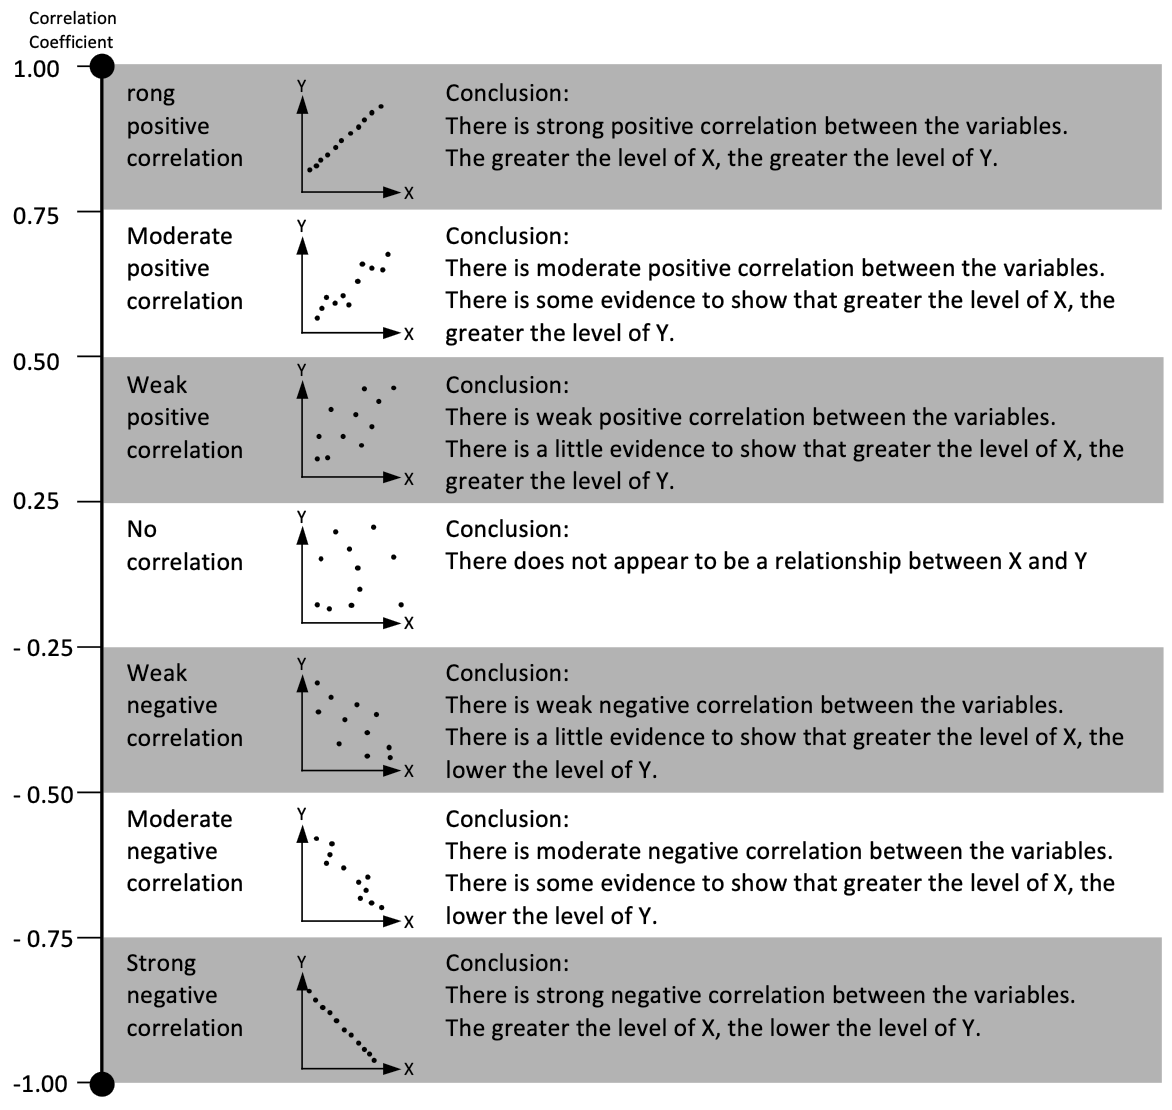 Correlation
Coefficient
1.00
rong
positive
correlation
Y
X
Conclusion:
There is strong positive correlation between the variables.
The greater the level of X, the greater the level of Y.
0.75
Moderate
positive
correlation
Y
X
Conclusion:
There is moderate positive correlation between the variables.
There is some evidence to show that greater the level of X, the
greater the level of Y.
0.50
Weak
positive
correlation
Y
X
Conclusion:
There is weak positive correlation between the variables.
There is a little evidence to show that greater the level of X, the
greater the level of Y.
0.25
No
correlation
Y
X
Conclusion:
There does not appear to be a relationship between X and Y
- 0.25
Weak
negative
correlation
Y
X
Conclusion:
There is weak negative correlation between the variables.
There is a little evidence to show that greater the level of X, the
lower the level of Y.
- 0.50
Moderate
negative
correlation
Y
X
Conclusion:
There is moderate negative correlation between the variables.
There is some evidence to show that greater the level of X, the
lower the level of Y.
- 0.75
Strong
negative
correlation
Y
X
Conclusion:
There is strong negative correlation between the variables.
The greater the level of X, the lower the level of Y.
-1.00